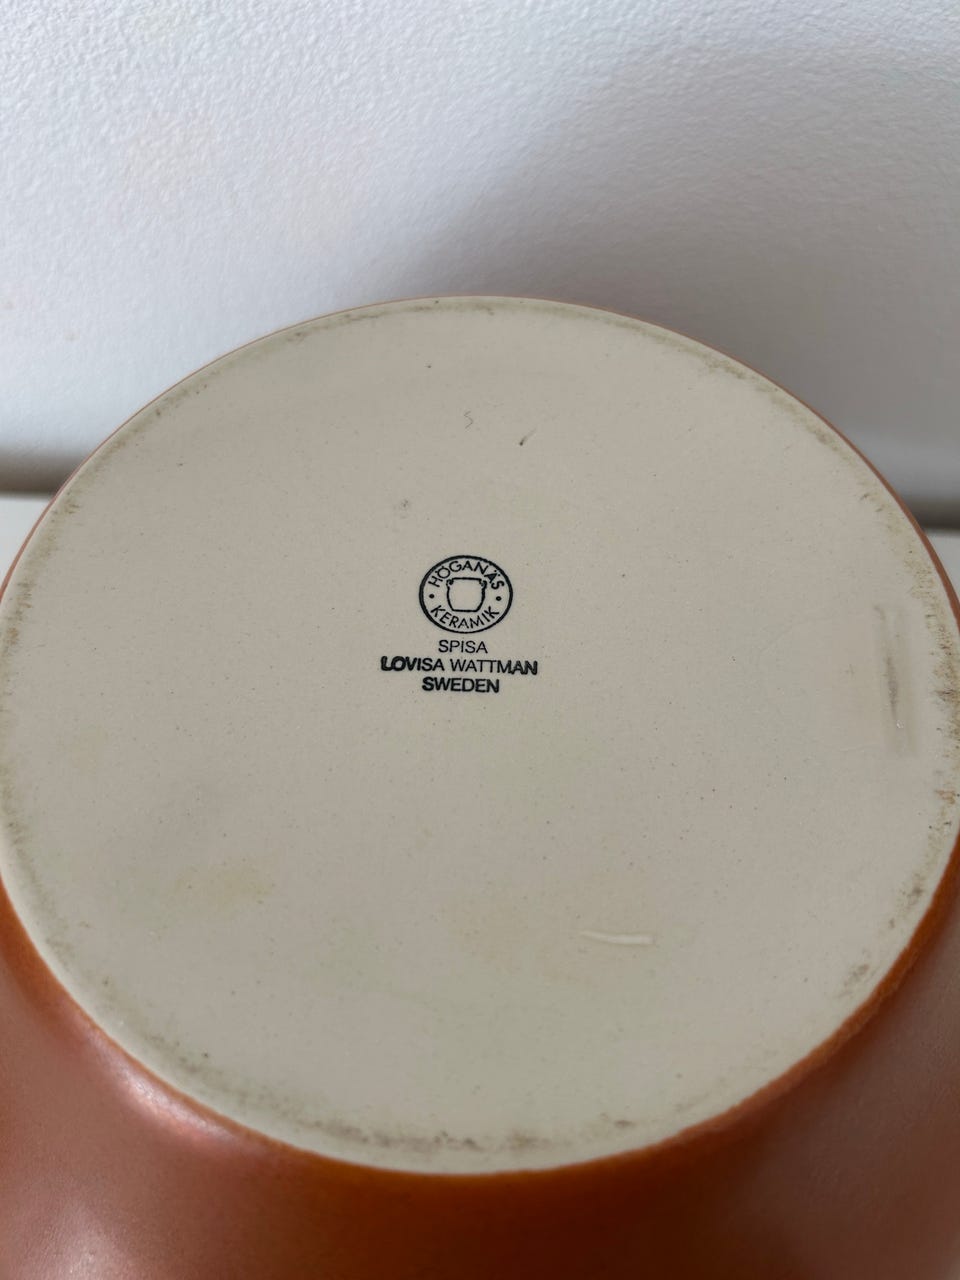 HÖGANÄS
KERAMIK
SPISA
LOVISA WATTMAN
SWEDEN